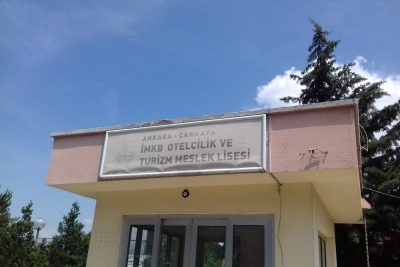 ANKARA - ÇANKAYA
İMKB OTELCİLİK VE
TURİZM MESLEK LİSESİ